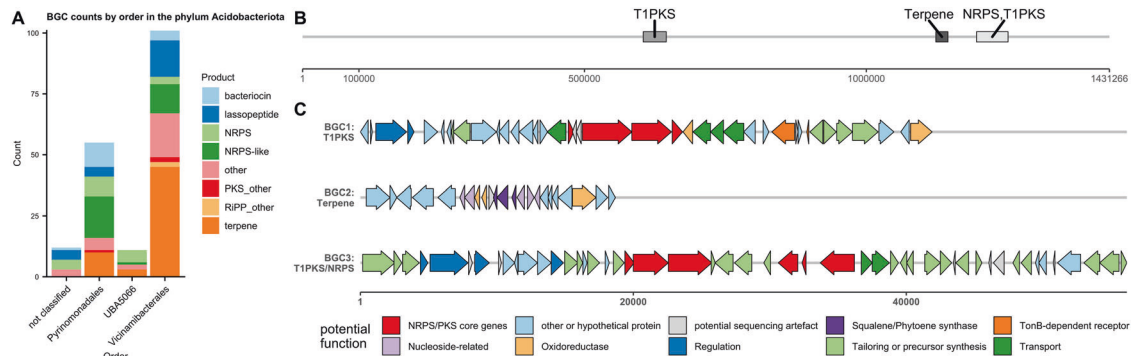 A
BGC counts by order in the phylum Acidobacteriota
100
75
50
25
0
Count
not classified
Pyrinomonadales
UBA5066
Vicinamibacterales
Order
Product
bacteriocin
lassopeptide
NRPS
NRPS-like
other
PKS_other
RiPP_other
terpene
B
T1PKS
Terpene
NRPS,T1PKS
1
100000
500000
1000000
1431266
C
BGC1:
T1PKS
BGC2:
Terpene
BGC3:
T1PKS/NRPS
1
20000
40000
potential
function
NRPS/PKS core genes
other or hypothetical protein
potential sequencing artefact
Squalene/Phytoene synthase
TonB-dependent receptor
Nucleoside-related
Oxidoreductase
Regulation
Tailoring or precursor synthesis
Transport